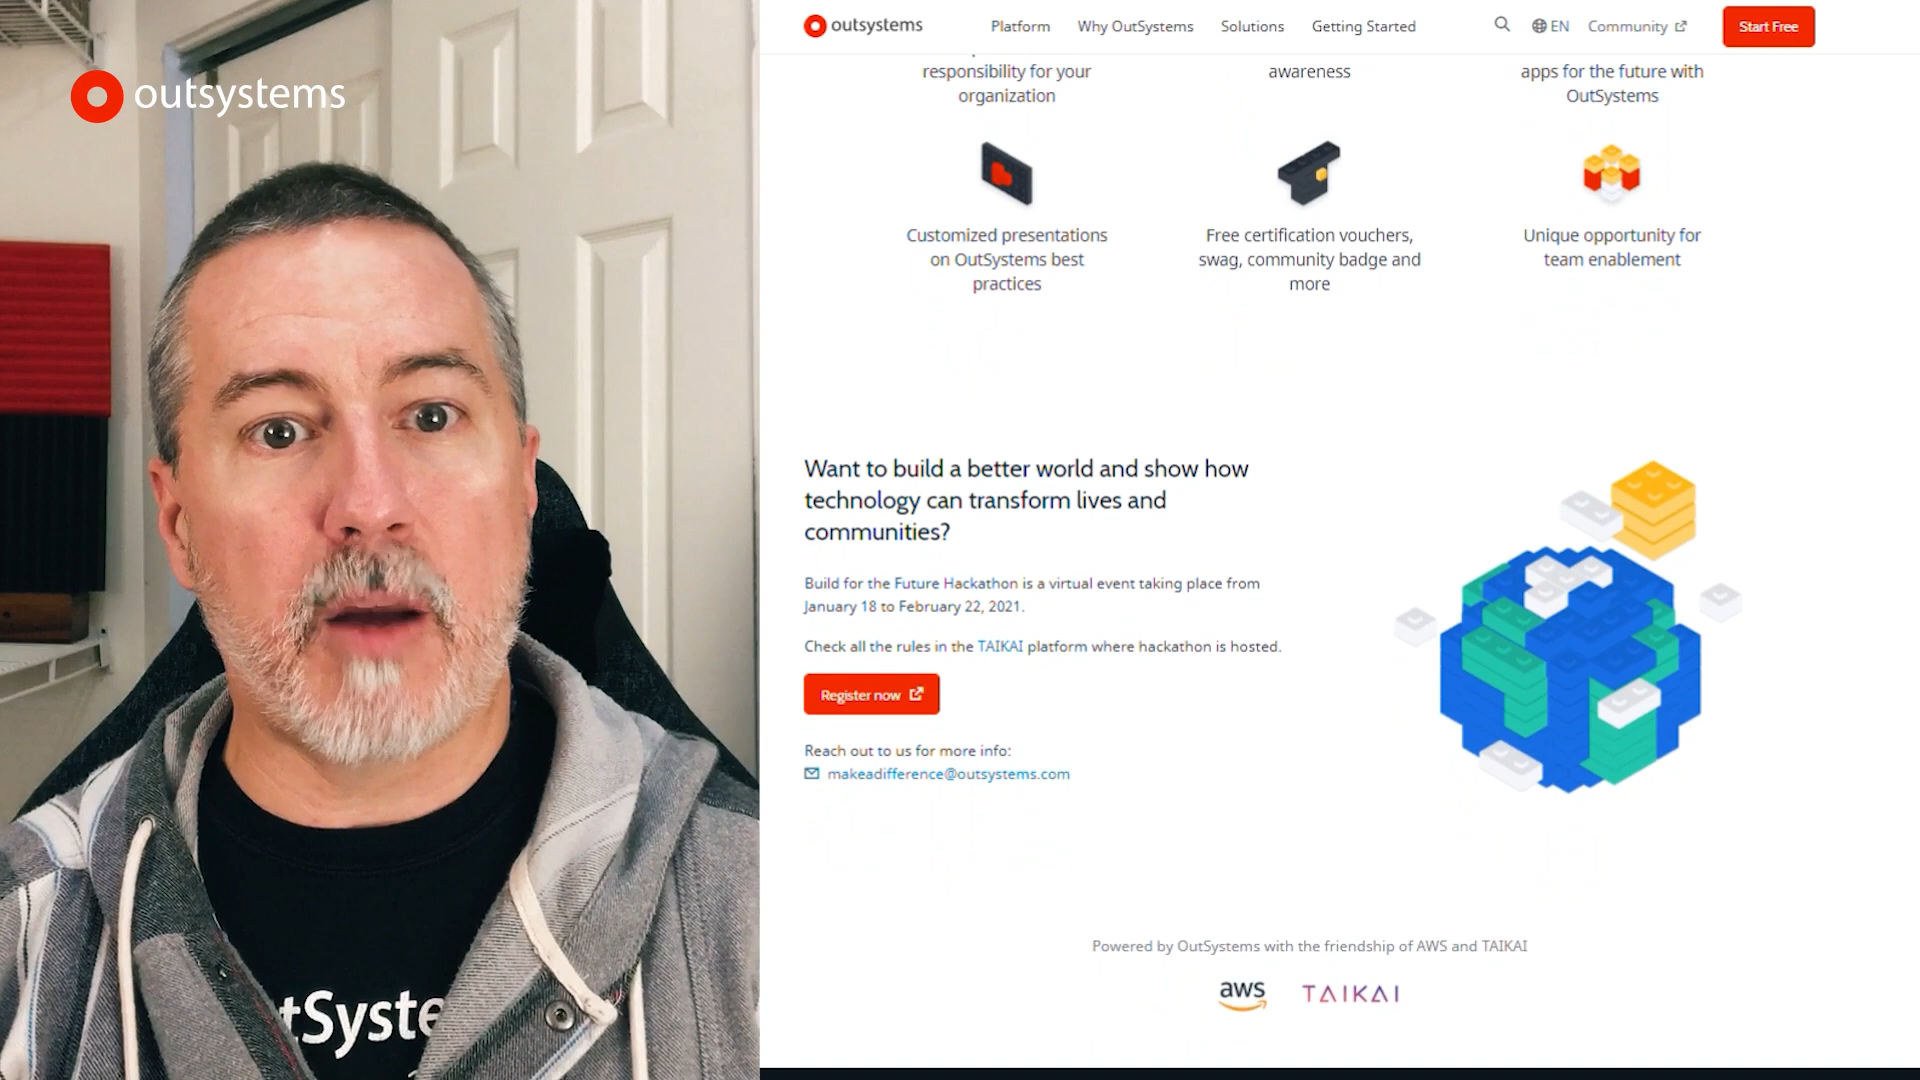 outsystems
tSyste
outsystems
Platform
Why OutSystems
Solutions
Getting Started
EN
Community
Start Free
responsibility for your
organization
awareness
apps for the future with
OutSystems
Customized presentations
on OutSystems best
practices
Free certification vouchers,
swag, community badge and
more
Unique opportunity for
team enablement
Want to build a better world and show how
technology can transform lives and
communities?
Build for the Future Hackathon is a virtual event taking place from
January 18 to February 22, 2021.
Check all the rules in the TAIKAI platform where hackathon is hosted.
Register now
Reach out to us for more info:
makeadifference@outsystems.com
Powered by OutSystems with the friendship of AWS and TAIKAI
aws
TAIKAI